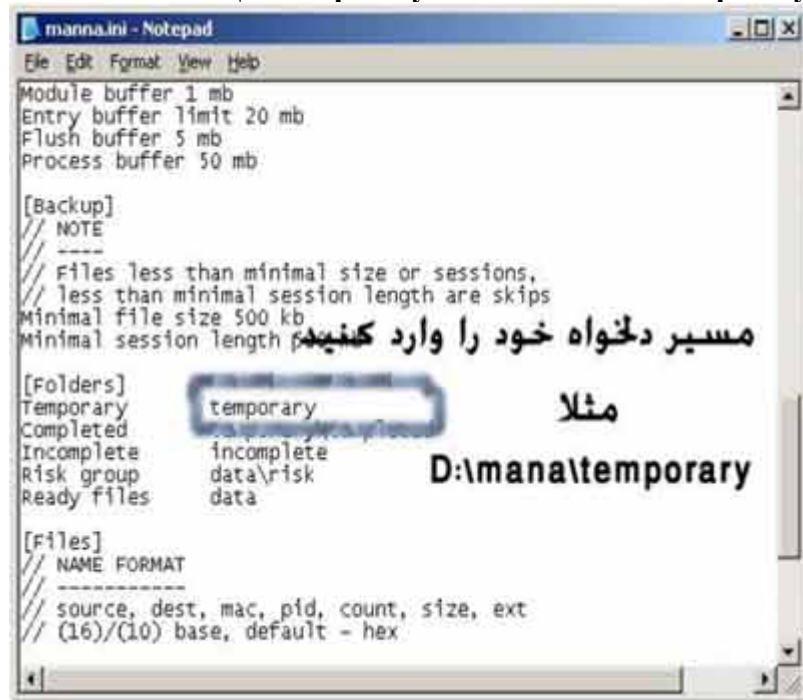 manna.ini - Notepad
File Edit Format View Help
Module buffer 1 mb
Entry buffer limit 20 mb
Flush buffer 5 mb
Process buffer 50 mb
[Backup]
// NOTE
// ----
// Files less than minimal size or sessions,
// less than minimal session length are skips
Minimal file size 500 kb
Minimal session length
مسیر دلخواه خود را وارد کنید
مثلا
D:\mana\temporary
[Folders]
Temporary temporary
Completed
Incomplete incomplete
Risk group data\risk
Ready files data
[Files]
// NAME FORMAT
// -----------
// source, dest, mac, pid, count, size, ext
// (16)/(10) base, default - hex